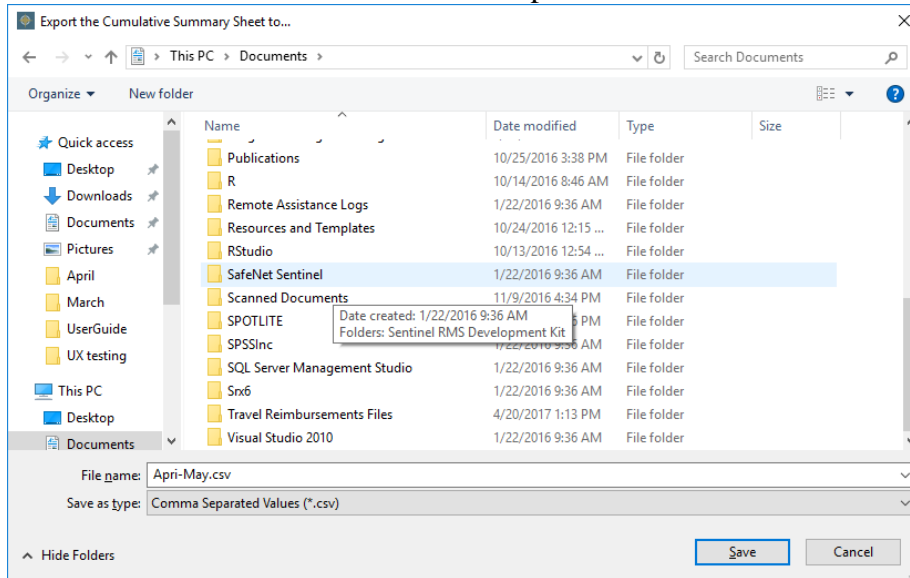 Export the Cumulative Summary Sheet to...
This PC > Documents >
Search Documents
Organize
New folder
Name Date modified Type Size
Quick access
Desktop
Downloads
Documents
Pictures
April
March
UserGuide
UX testing
This PC
Desktop
Documents
Publications 10/25/2016 3:38 PM File folder
R 10/14/2016 8:46 AM File folder
Remote Assistance Logs 1/22/2016 9:36 AM File folder
Resources and Templates 10/24/2016 12:15 ... File folder
RStudio 10/13/2016 12:54 ... File folder
SafeNet Sentinel 1/22/2016 9:36 AM File folder
Scanned Documents 11/9/2016 4:34 PM File folder
SPOTLITE PM File folder
Date created: 1/22/2016 9:36 AM
Folders: Sentinel RMS Development Kit
SPSSInc 1/22/2016 9:36 AM File folder
SQL Server Management Studio 1/22/2016 9:36 AM File folder
Srx6 1/22/2016 9:36 AM File folder
Travel Reimbursements Files 4/20/2017 1:13 PM File folder
Visual Studio 2010 1/22/2016 9:36 AM File folder
File name: Apri-May.csv
Save as type: Comma Separated Values (*.csv)
Hide Folders
Save
Cancel